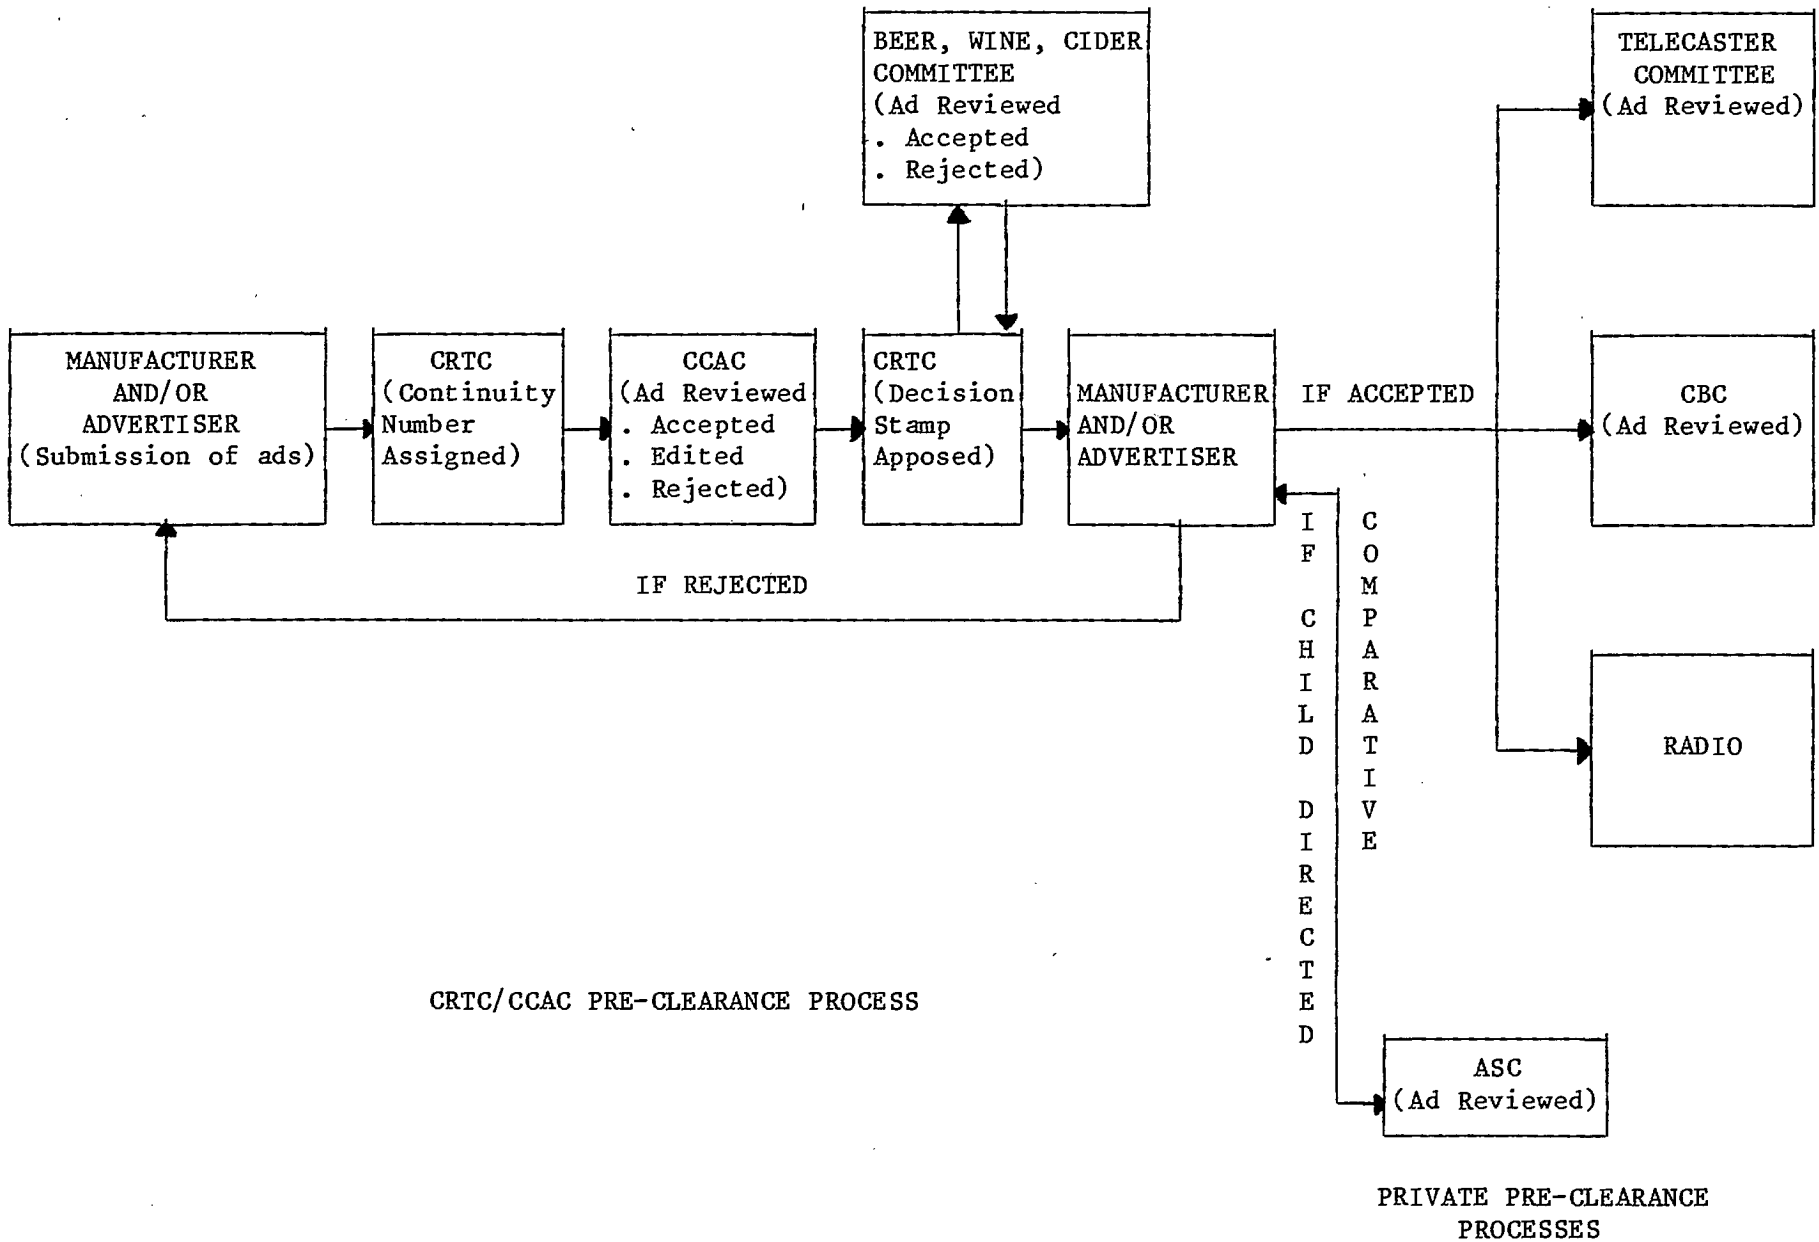 BEER, WINE, CIDER
COMMITTEE
(Ad Reviewed
. Accepted
. Rejected)
TELECASTER
COMMITTEE
(Ad Reviewed)
MANUFACTURER
AND/OR
ADVERTISER
(Submission of ads)
CRTC
(Continuity
Number
Assigned)
CCAC
(Ad Reviewed
. Accepted
. Edited
. Rejected)
CRTC
(Decision
Stamp
Apposed)
MANUFACTURER
AND/OR
ADVERTISER
IF ACCEPTED
CBC
(Ad Reviewed)
IF REJECTED
IF CHILD DIRECTED
COMPARATIVE
RADIO
CRTC/CCAC PRE-CLEARANCE PROCESS
ASC
(Ad Reviewed)
PRIVATE PRE-CLEARANCE
PROCESSES